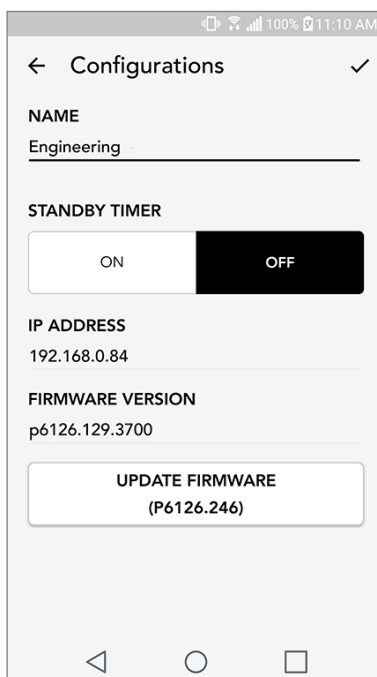 100% 11:10 AM
Configurations
NAME
Engineering
STANDBY TIMER
ON OFF
IP ADDRESS
192.168.0.84
FIRMWARE VERSION
p6126.129.3700
UPDATE FIRMWARE
(P6126.246)